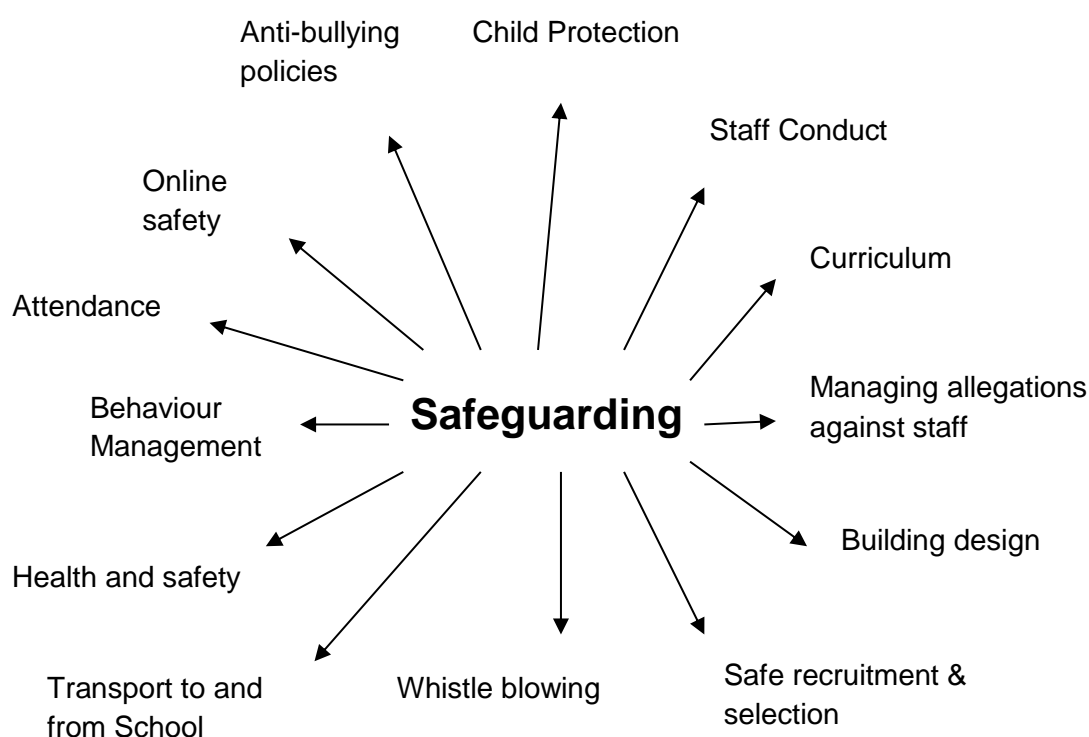 Anti-bullying
policies
Child Protection
Staff Conduct
Online
safety
Curriculum
Attendance
Managing allegations
against staff
Behaviour
Management
Safeguarding
Building design
Health and safety
Safe recruitment &
selection
Transport to and
from School
Whistle blowing